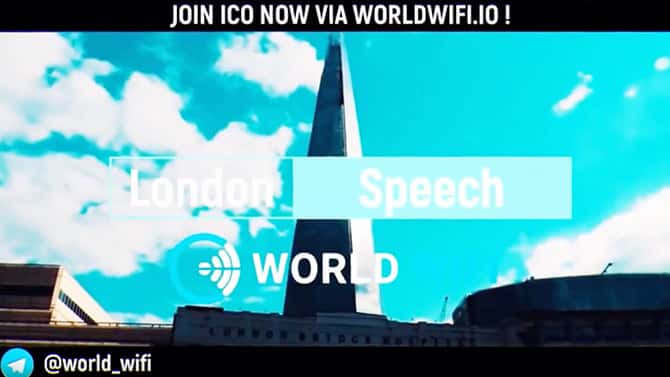 JOIN ICO NOW VIA WORLDWIFI.IO !
London Speech
WORLD
LONDON BRIDGE HOSPITAL
@world_wifi